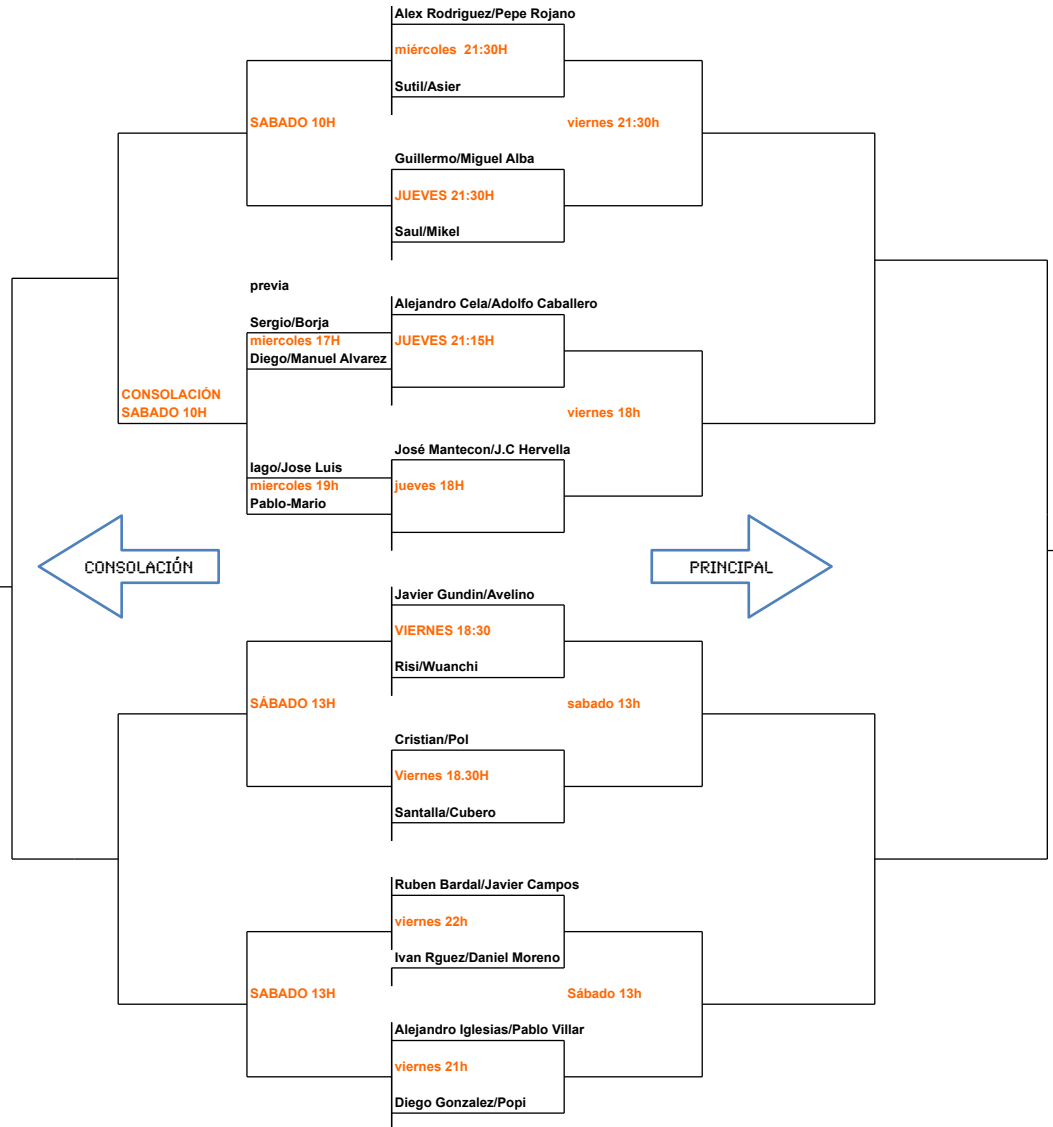 Alex Rodriguez/Pepe Rojano
miércoles  21:30H
Sutil/Asier
SABADO 10H
viernes 21:30h
Guillermo/Miguel Alba
JUEVES 21:30H
Saul/Mikel
previa
Alejandro Cela/Adolfo Caballero
Sergio/Borja
miercoles 17H
JUEVES 21:15H
Diego/Manuel Alvarez
CONSOLACIÓN
SABADO 10H
viernes 18h
José Mantecon/J.C Hervella
Iago/Jose Luis
miercoles 19h
jueves 18H
Pablo-Mario
CONSOLACIÓN
PRINCIPAL
Javier Gundin/Avelino
VIERNES 18:30
Risi/Wuanchi
SÁBADO 13H
sabado 13h
Cristian/Pol
Viernes 18.30H
Santalla/Cubero
Ruben Bardal/Javier Campos
viernes 22h
Ivan Rguez/Daniel Moreno
SABADO 13H
Sábado 13h
Alejandro Iglesias/Pablo Villar
viernes 21h
Diego Gonzalez/Popi